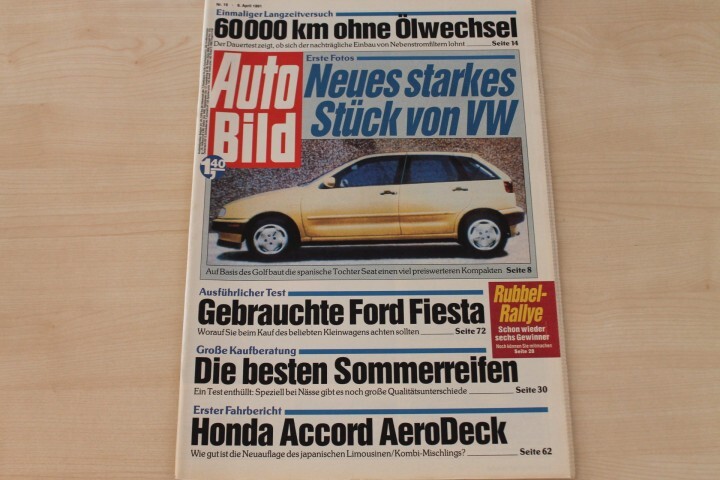 Einmaliger Langzeitversuch
60000 km ohne Ölwechsel
Der Dauertest zeigt, ob sich der nachträgliche Einbau von Nebenstromfiltern lohnt Seite 14
Auto
Bild
Erste Fotos
Neues starkes
Stück von VW
1,40
Auf Basis des Golf baut die spanische Tochter Seat einen viel preiswerteren Kompakten Seite 8
Ausführlicher Test
Gebrauchte Ford Fiesta
Worauf Sie beim Kauf des beliebten Kleinwagens achten sollten Seite 72
Rubbel-
Rallye
Schon wieder
sechs Gewinner
Noch können Sie mitmachen
Große Kaufberatung
Die besten Sommerreifen
Ein Test enthüllt: Speziell bei Nässe gibt es noch große Qualitätsunterschiede Seite 30
Erster Fahrbericht
Honda Accord AeroDeck
Wie gut ist die Neuauflage des japanischen Limousinen/Kombi-Mischlings? Seite 62